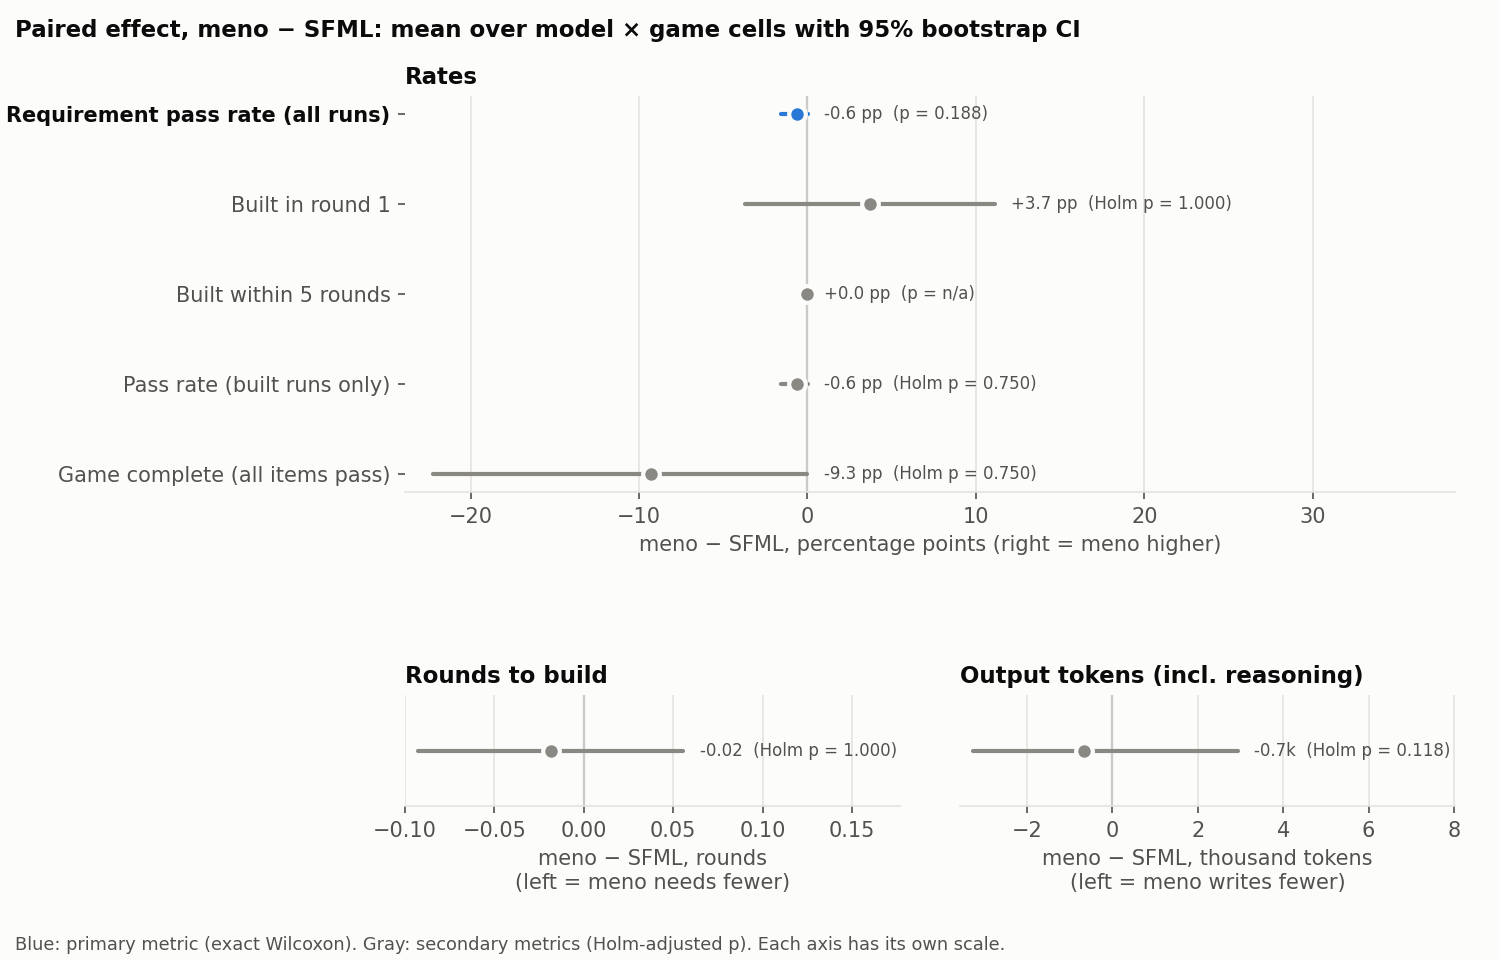 Paired effect, meno − SFML: mean over model × game cells with 95% bootstrap CI
Rates
Requirement pass rate (all runs)
-0.6 pp (p = 0.188)
Built in round 1
+3.7 pp (Holm p = 1.000)
Built within 5 rounds
+0.0 pp (p = n/a)
Pass rate (built runs only)
-0.6 pp (Holm p = 0.750)
Game complete (all items pass)
-9.3 pp (Holm p = 0.750)
−20 −10 0 10 20 30
meno − SFML, percentage points (right = meno higher)
Rounds to build
-0.02 (Holm p = 1.000)
−0.10 −0.05 0.00 0.05 0.10 0.15
meno − SFML, rounds
(left = meno needs fewer)
Output tokens (incl. reasoning)
-0.7k (Holm p = 0.118)
−2 0 2 4 6 8
meno − SFML, thousand tokens
(left = meno writes fewer)
Blue: primary metric (exact Wilcoxon). Gray: secondary metrics (Holm-adjusted p). Each axis has its own scale.